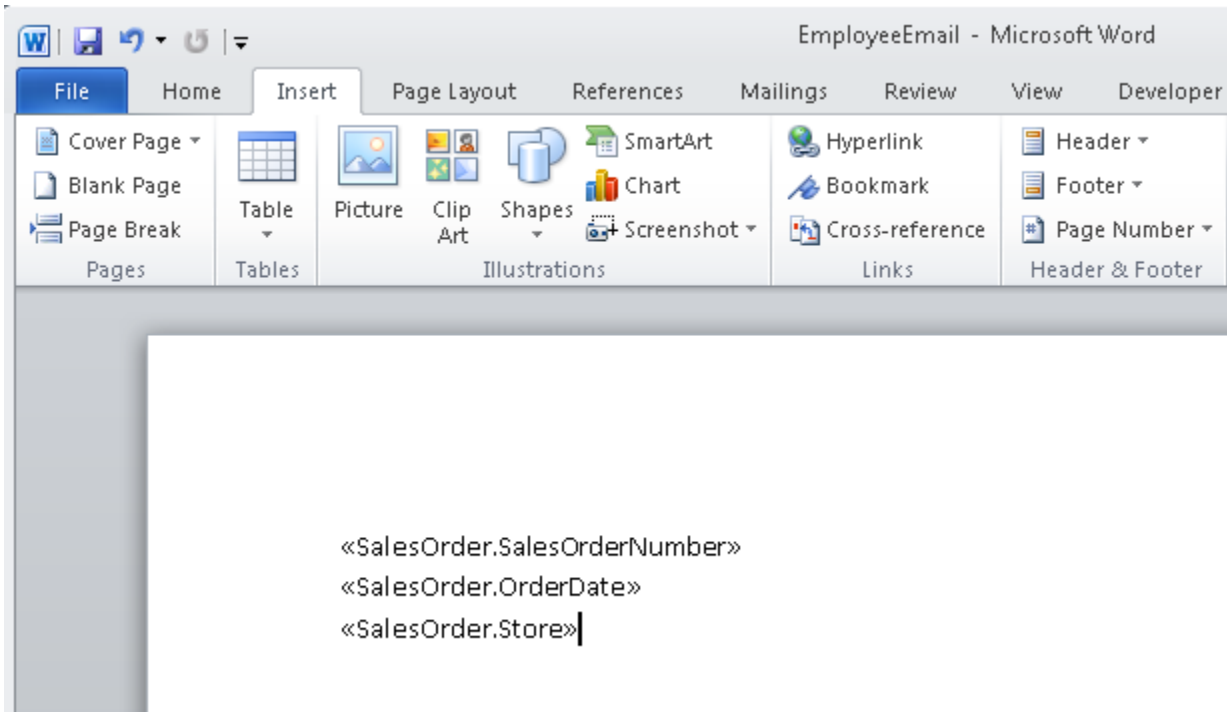 EmployeeEmail - Microsoft Word
File Home Insert Page Layout References Mailings Review View Developer
Cover Page
Blank Page
Page Break
Pages
Table
Tables
Picture
Clip
Art
Shapes
SmartArt
Chart
Screenshot
Illustrations
Hyperlink
Bookmark
Cross-reference
Links
Header
Footer
Page Number
Header & Footer
«SalesOrder.SalesOrderNumber»
«SalesOrder.OrderDate»
«SalesOrder.Store»